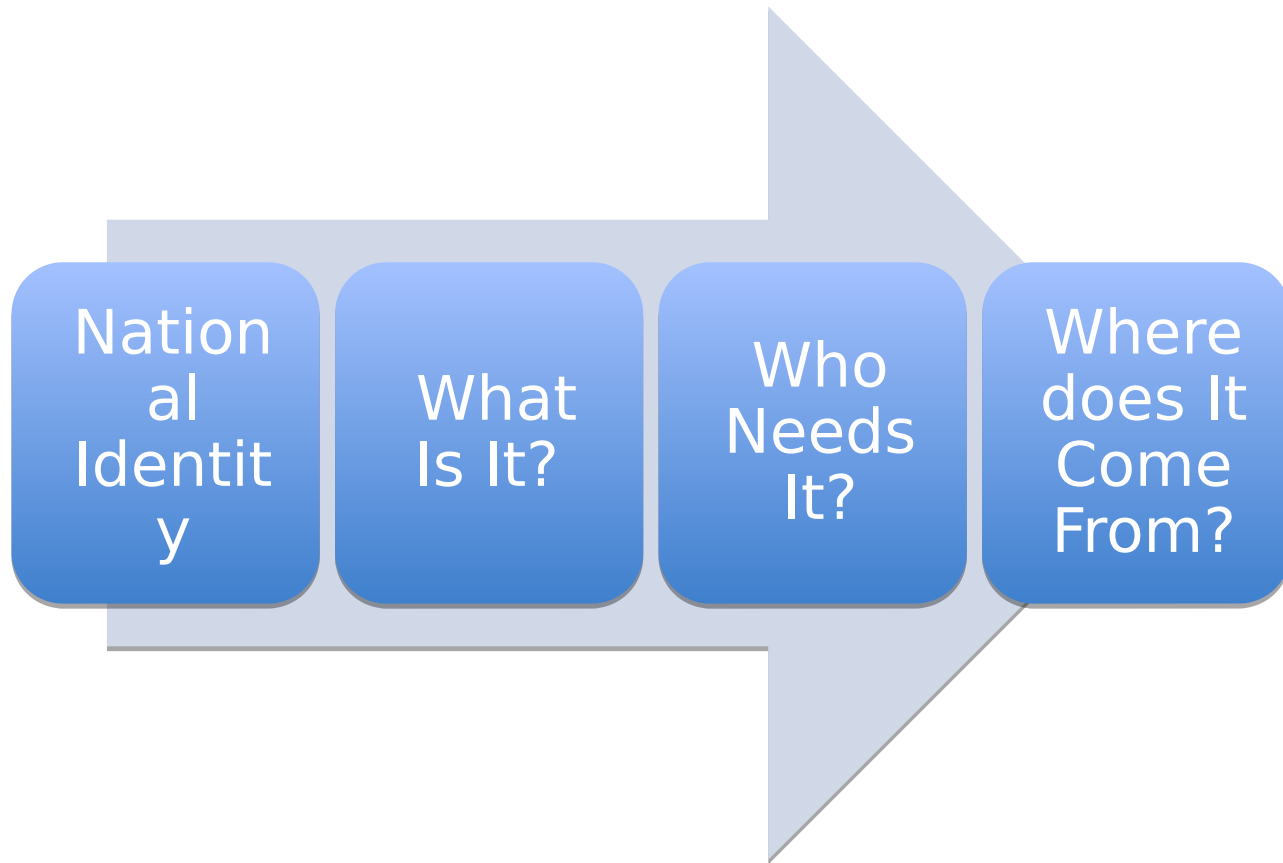 Nation
al
Identit
y
What
Is It?
Who
Needs
It?
Where
does It
Come
From?